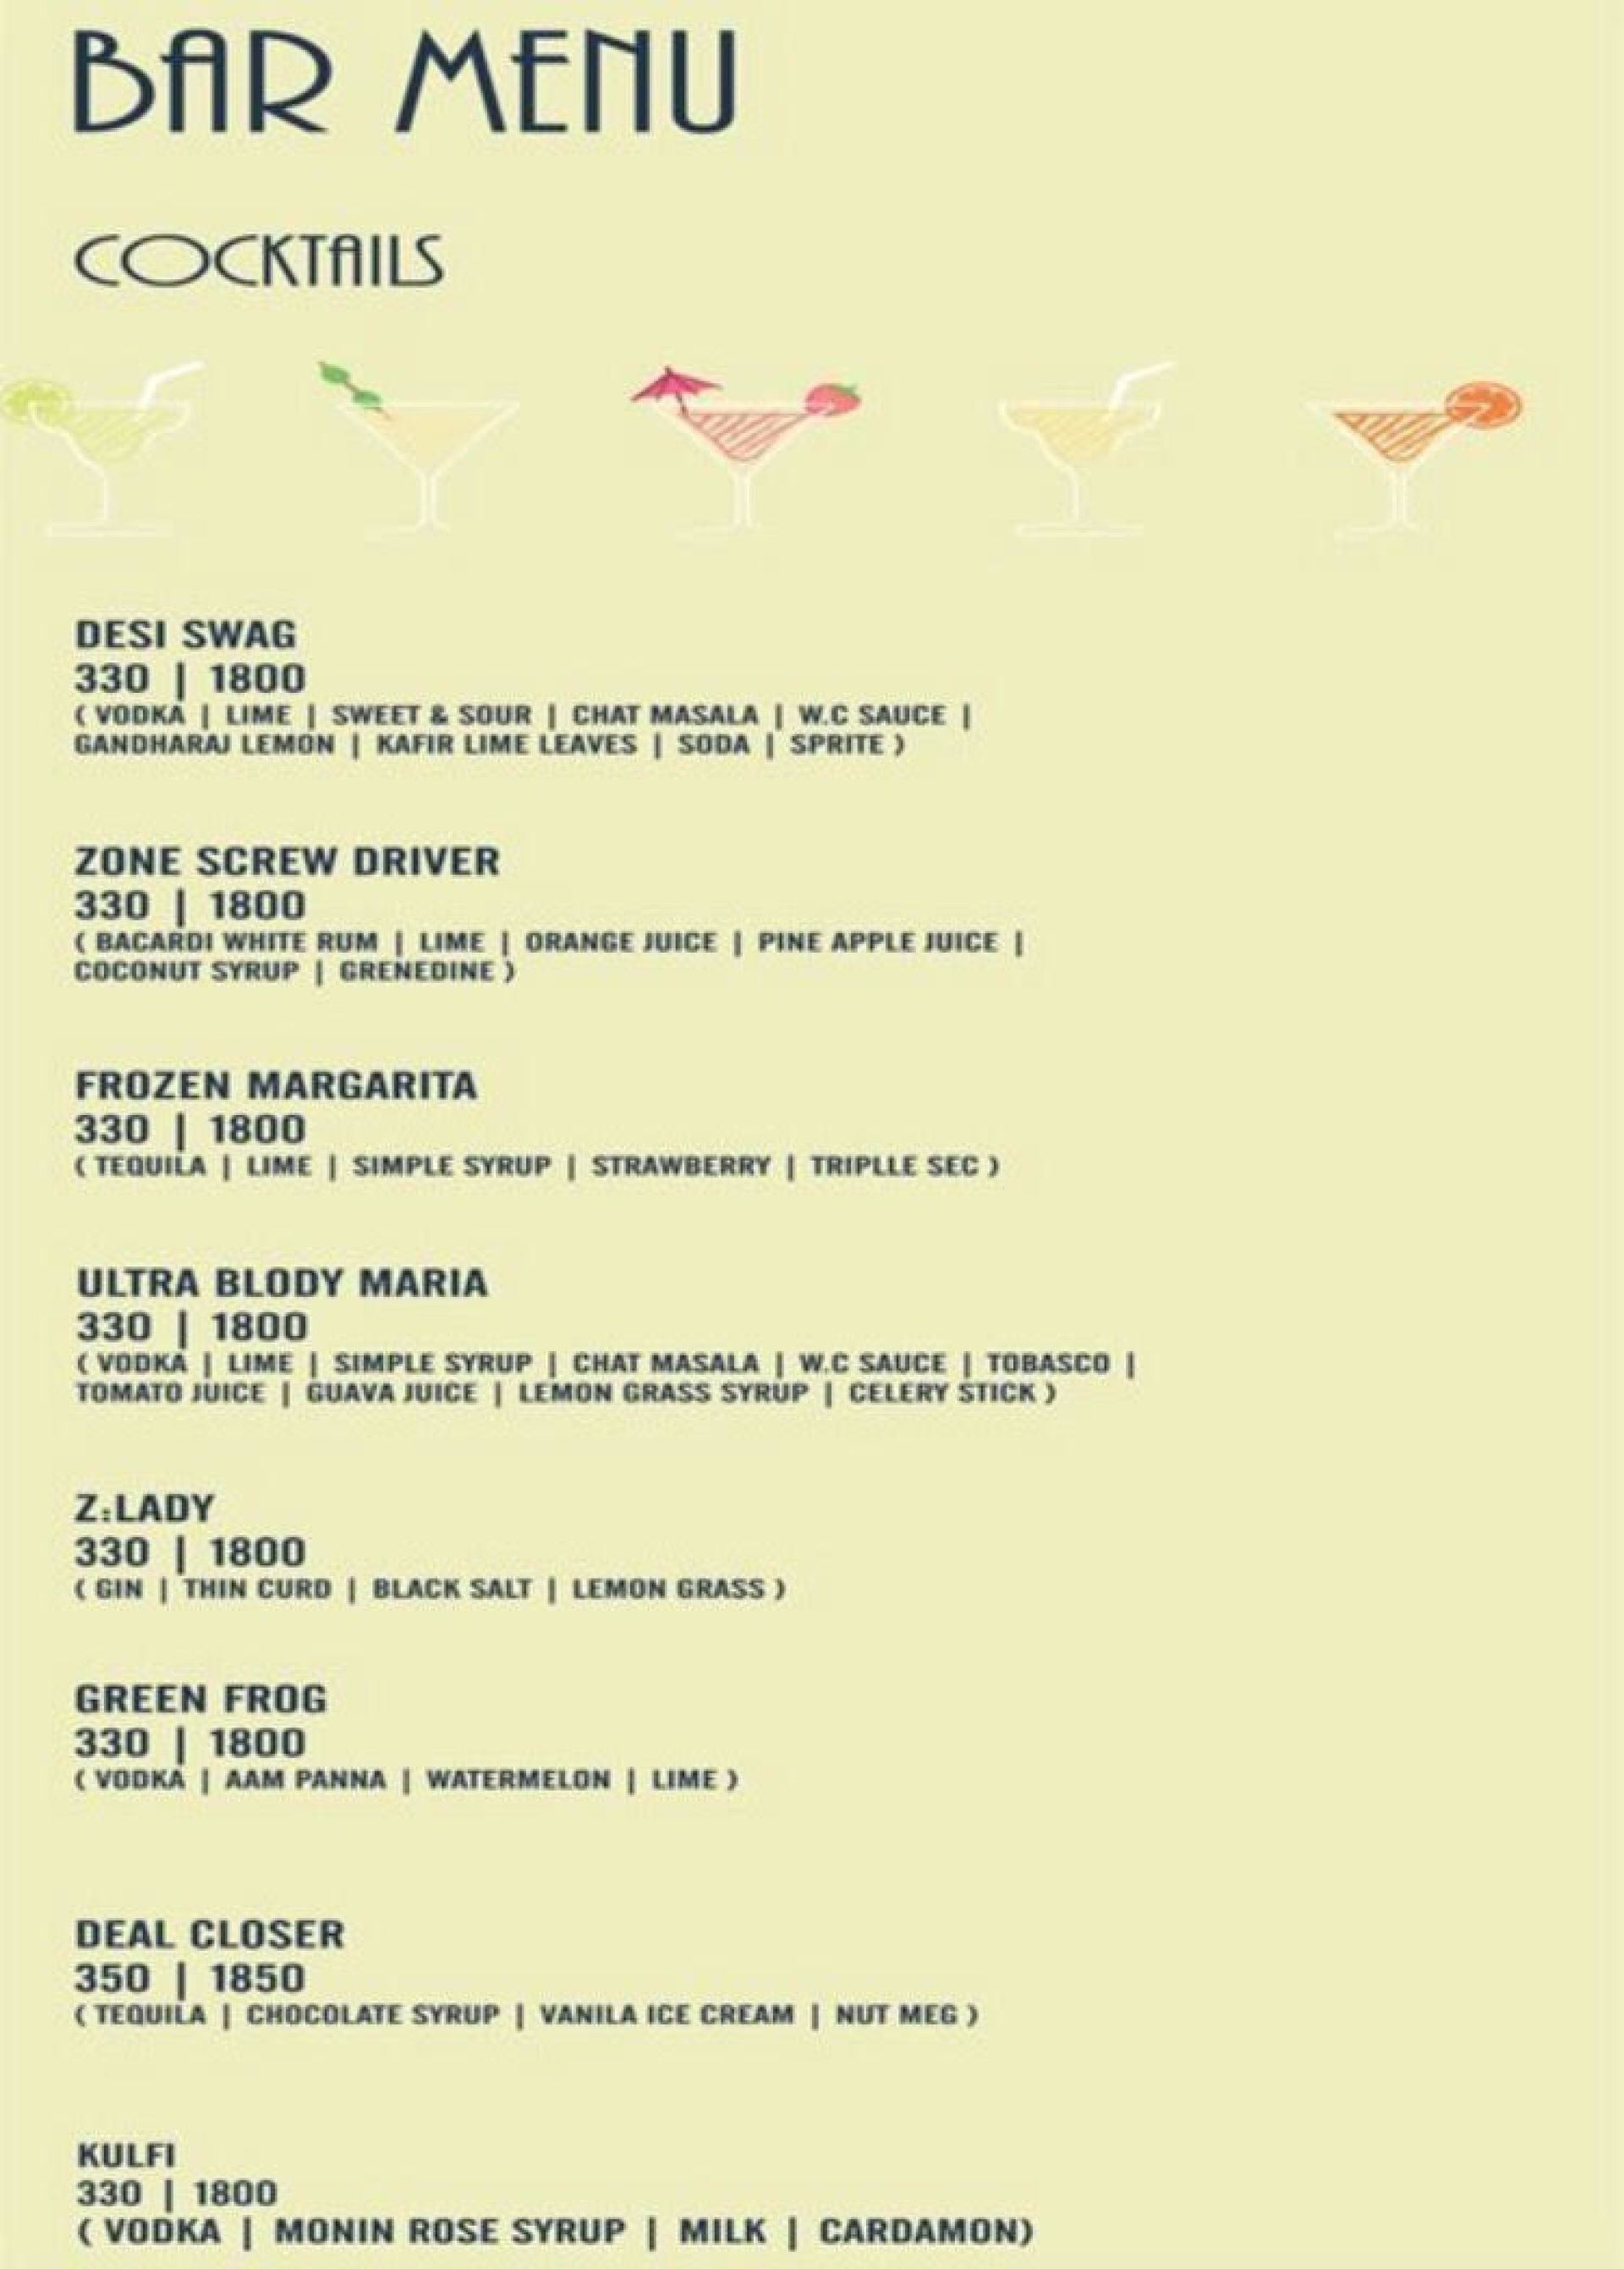 BAR MENU
COCKTAILS
DESI SWAG
330 | 1800
( VODKA | LIME | SWEET & SOUR | CHAT MASALA | W.C SAUCE |
GANDHARAJ LEMON | KAFIR LIME LEAVES | SODA | SPRITE )
ZONE SCREW DRIVER
330 | 1800
( BACARDI WHITE RUM | LIME | ORANGE JUICE | PINE APPLE JUICE |
COCONUT SYRUP | GRENEDINE )
FROZEN MARGARITA
330 | 1800
( TEQUILA | LIME | SIMPLE SYRUP | STRAWBERRY | TRIPLLE SEC )
ULTRA BLODY MARIA
330 | 1800
( VODKA | LIME | SIMPLE SYRUP | CHAT MASALA | W.C SAUCE | TOBASCO |
TOMATO JUICE | GUAVA JUICE | LEMON GRASS SYRUP | CELERY STICK )
Z:LADY
330 | 1800
( GIN | THIN CURD | BLACK SALT | LEMON GRASS )
GREEN FROG
330 | 1800
( VODKA | AAM PANNA | WATERMELON | LIME )
DEAL CLOSER
350 | 1850
( TEQUILA | CHOCOLATE SYRUP | VANILA ICE CREAM | NUT MEG )
KULFI
330 | 1800
( VODKA | MONIN ROSE SYRUP | MILK | CARDAMON)